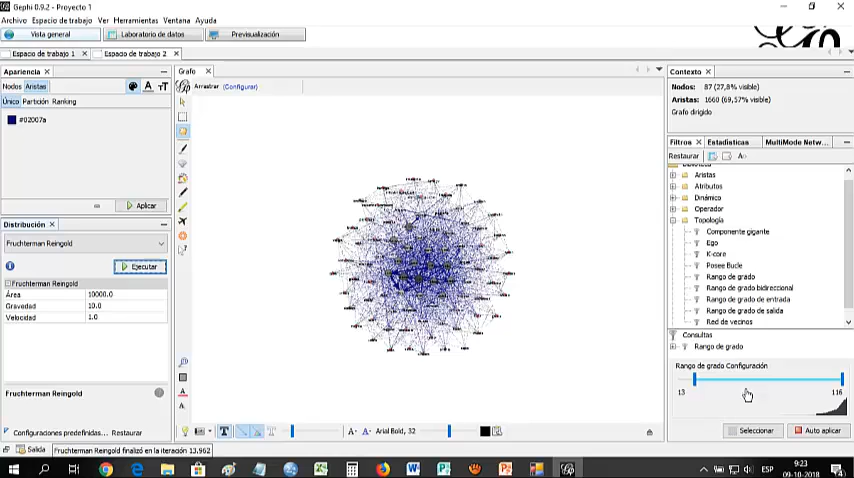 Gephi 0.9.2 - Proyecto 1
Archivo Espacio de trabajo Ver Herramientas Ventana Ayuda
Vista general Laboratorio de datos Previsualización
Espacio de trabajo 1 Espacio de trabajo 2
Apariencia
Nodos Aristas
Único Partición Ranking
#02007a
Aplicar
Distribución
Fruchterman Reingold
Ejecutar
Fruchterman Reingold
Área 10000.0
Gravedad 10.0
Velocidad 1.0
Fruchterman Reingold
Configuraciones predefinidas... Restaurar
Grafo
Arrastrar (Configurar)
Arial Bold, 32
Contexto
Nodos: 87 (27,8% visible)
Aristas: 1660 (69,57% visible)
Grafo dirigido
Filtros Estadísticas MultiMode Netw...
Restaurar
Aristas
Atributos
Dinámico
Operador
Topología
Componente gigante
Ego
K-core
Posee Bucle
Rango de grado
Rango de grado bidireccional
Rango de grado de entrada
Rango de grado de salida
Red de vecinos
Consultas
Rango de grado
Rango de grado Configuración
13 116
Seleccionar Auto aplicar
Salida Fruchterman Reingold finalizó en la iteración 13.962
ESP
9:23
09-10-2018